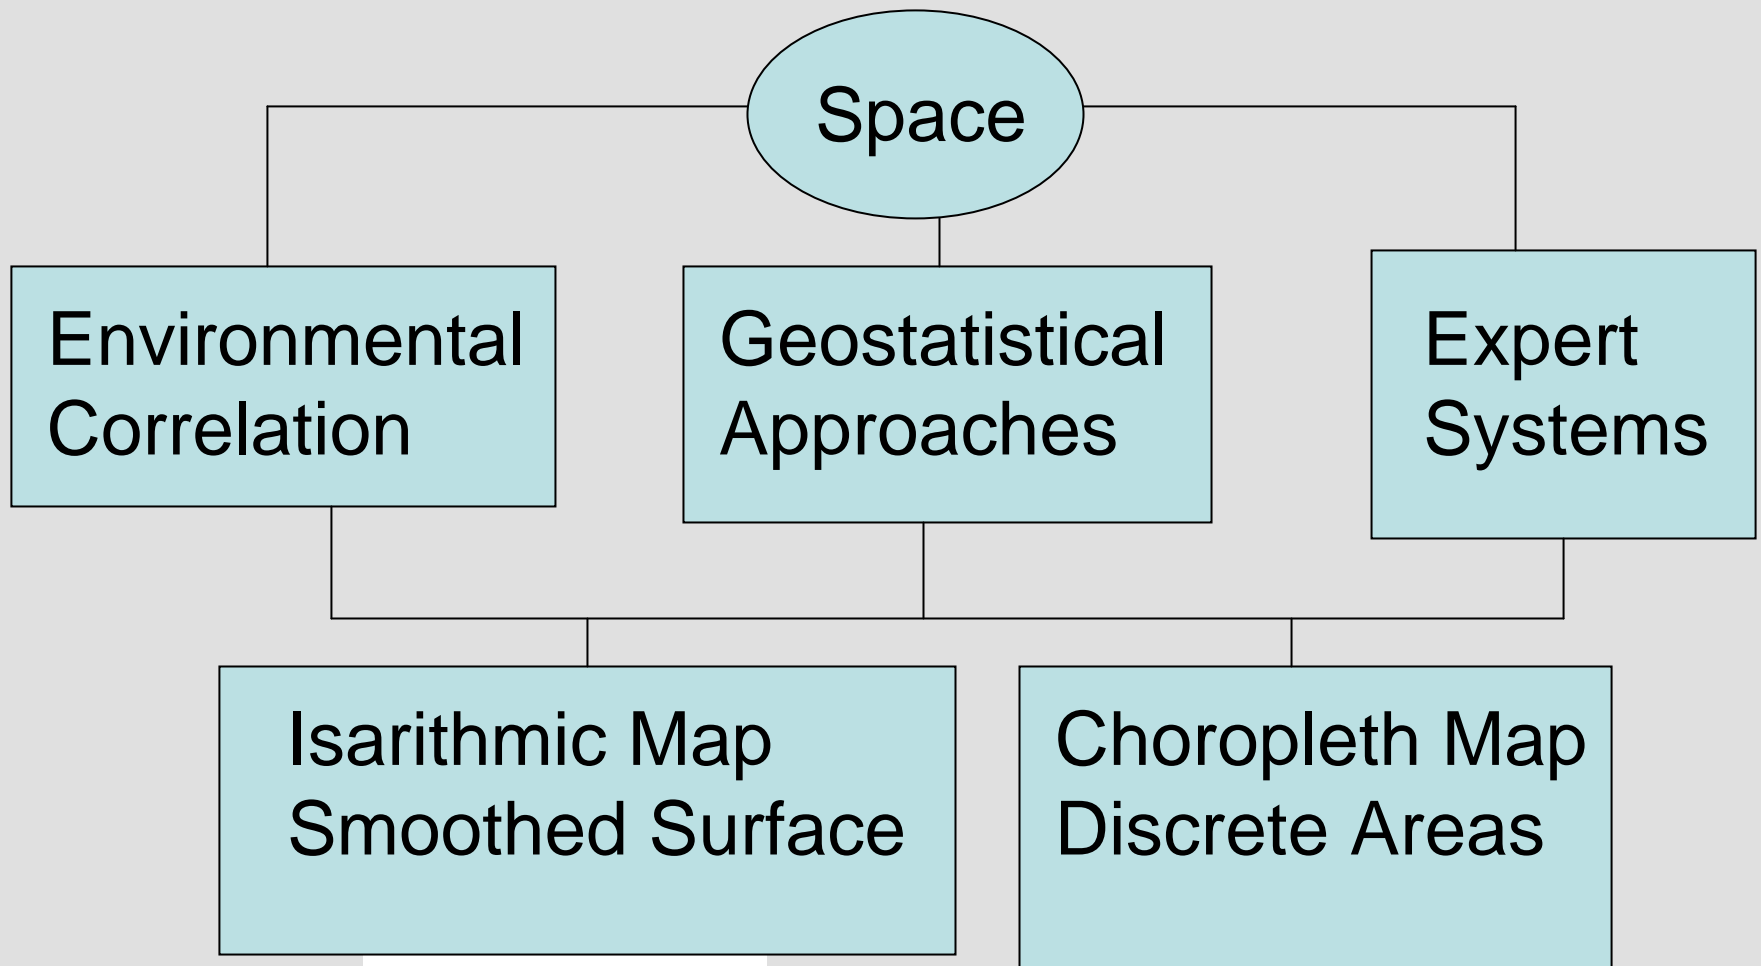 Space
Environmental
Correlation
Geostatistical
Approaches
Expert
Systems
Isarithmic Map
Smoothed Surface
Choropleth Map
Discrete Areas